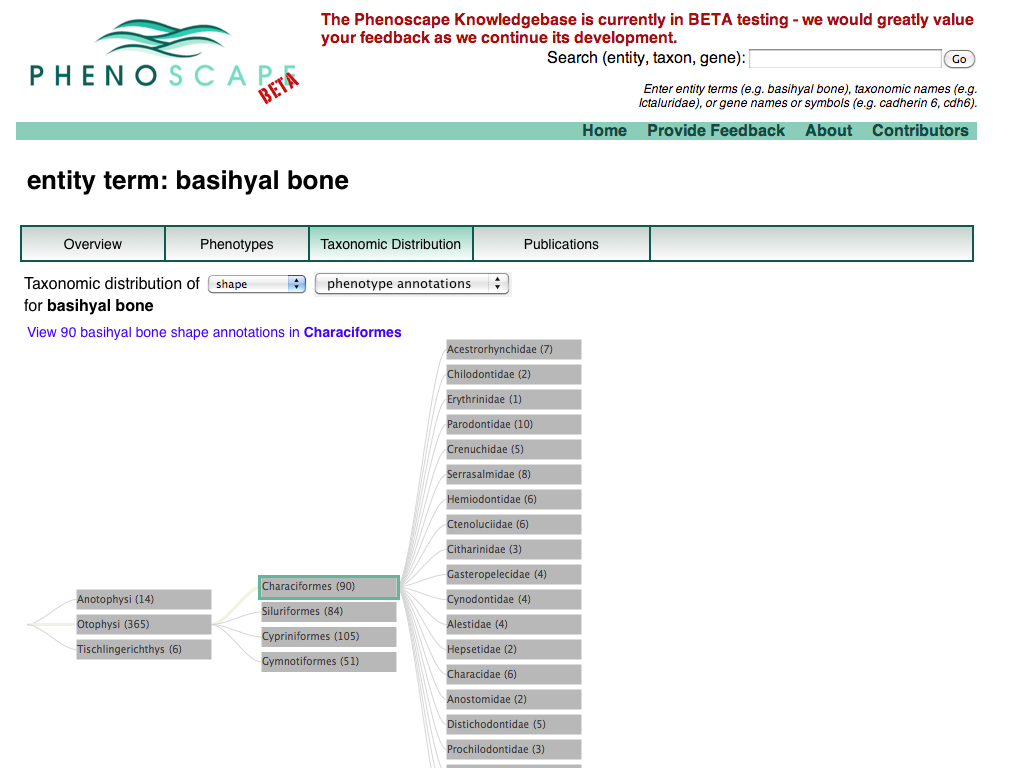 PHENOSCAPE
BETA
The Phenoscape Knowledgebase is currently in BETA testing - we would greatly value
your feedback as we continue its development.
Search (entity, taxon, gene):
Go
Enter entity terms (e.g. basihyal bone), taxonomic names (e.g.
Ictaluridae), or gene names or symbols (e.g. cadherin 6, cdh6).
Home Provide Feedback About Contributors
entity term: basihyal bone
Overview Phenotypes Taxonomic Distribution Publications
Taxonomic distribution of shape phenotype annotations
for basihyal bone
View 90 basihyal bone shape annotations in Characiformes
Anotophysi (14)
Otophysi (365)
Tischlingerichthys (6)
Characiformes (90)
Siluriformes (84)
Cypriniformes (105)
Gymnotiformes (51)
Acestrorhynchidae (7)
Chilodontidae (2)
Erythrinidae (1)
Parodontidae (10)
Crenuchidae (5)
Serrasalmidae (8)
Hemiodontidae (6)
Ctenoluciidae (6)
Citharinidae (3)
Gasteropelecidae (4)
Cynodontidae (4)
Alestidae (4)
Hepsetidae (2)
Characidae (6)
Anostomidae (2)
Distichodontidae (5)
Prochilodontidae (3)